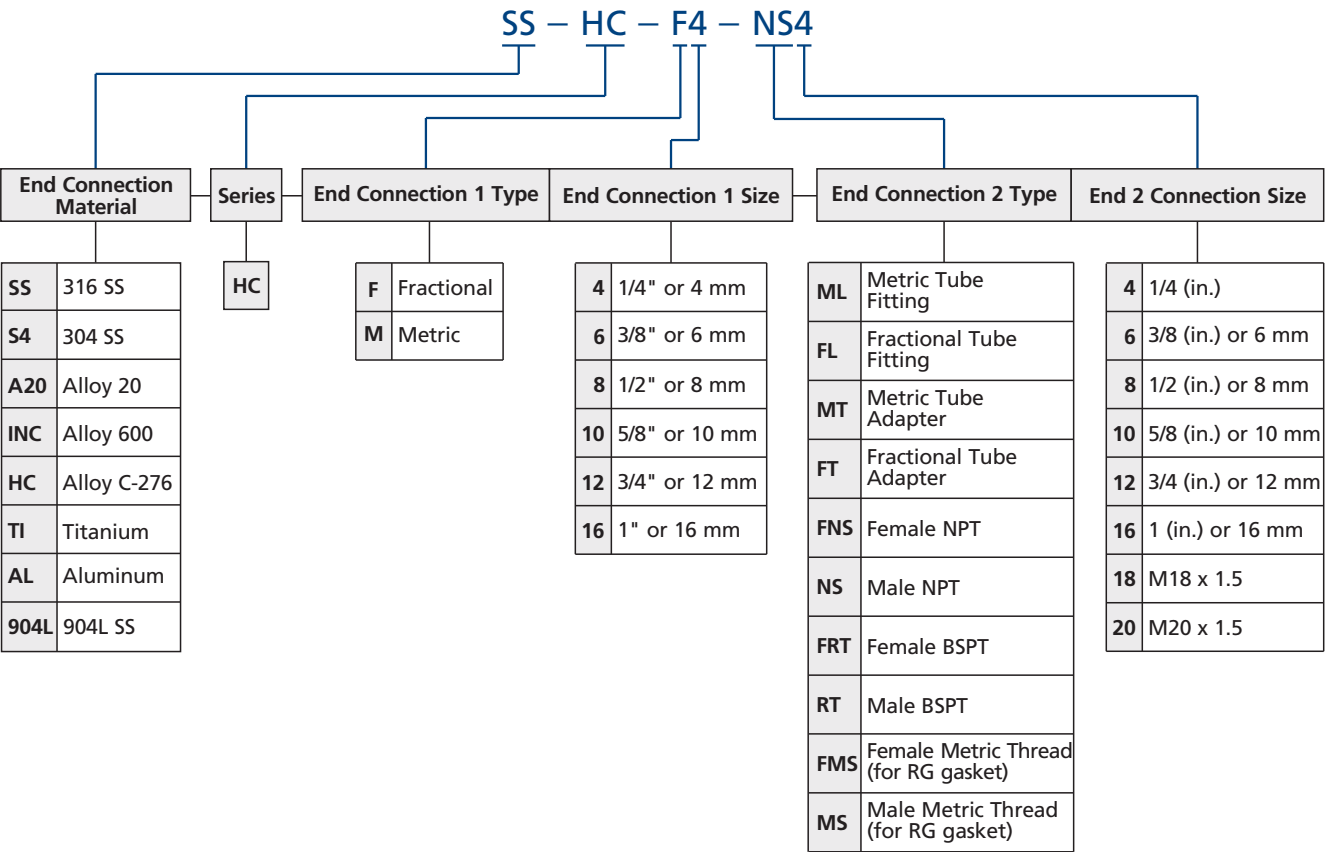 SS – HC – F4 – NS4
End Connection
Material
Series
End Connection 1 Type
End Connection 1 Size
End Connection 2 Type
End 2 Connection Size
SS 316 SS
S4 304 SS
A20 Alloy 20
INC Alloy 600
HC Alloy C-276
TI Titanium
AL Aluminum
904L 904L SS
HC
F Fractional
M Metric
4 1/4" or 4 mm
6 3/8" or 6 mm
8 1/2" or 8 mm
10 5/8" or 10 mm
12 3/4" or 12 mm
16 1" or 16 mm
ML Metric Tube
Fitting
FL Fractional Tube
Fitting
MT Metric Tube
Adapter
FT Fractional Tube
Adapter
FNS Female NPT
NS Male NPT
FRT Female BSPT
RT Male BSPT
FMS Female Metric Thread
(for RG gasket)
MS Male Metric Thread
(for RG gasket)
4 1/4 (in.)
6 3/8 (in.) or 6 mm
8 1/2 (in.) or 8 mm
10 5/8 (in.) or 10 mm
12 3/4 (in.) or 12 mm
16 1 (in.) or 16 mm
18 M18 x 1.5
20 M20 x 1.5